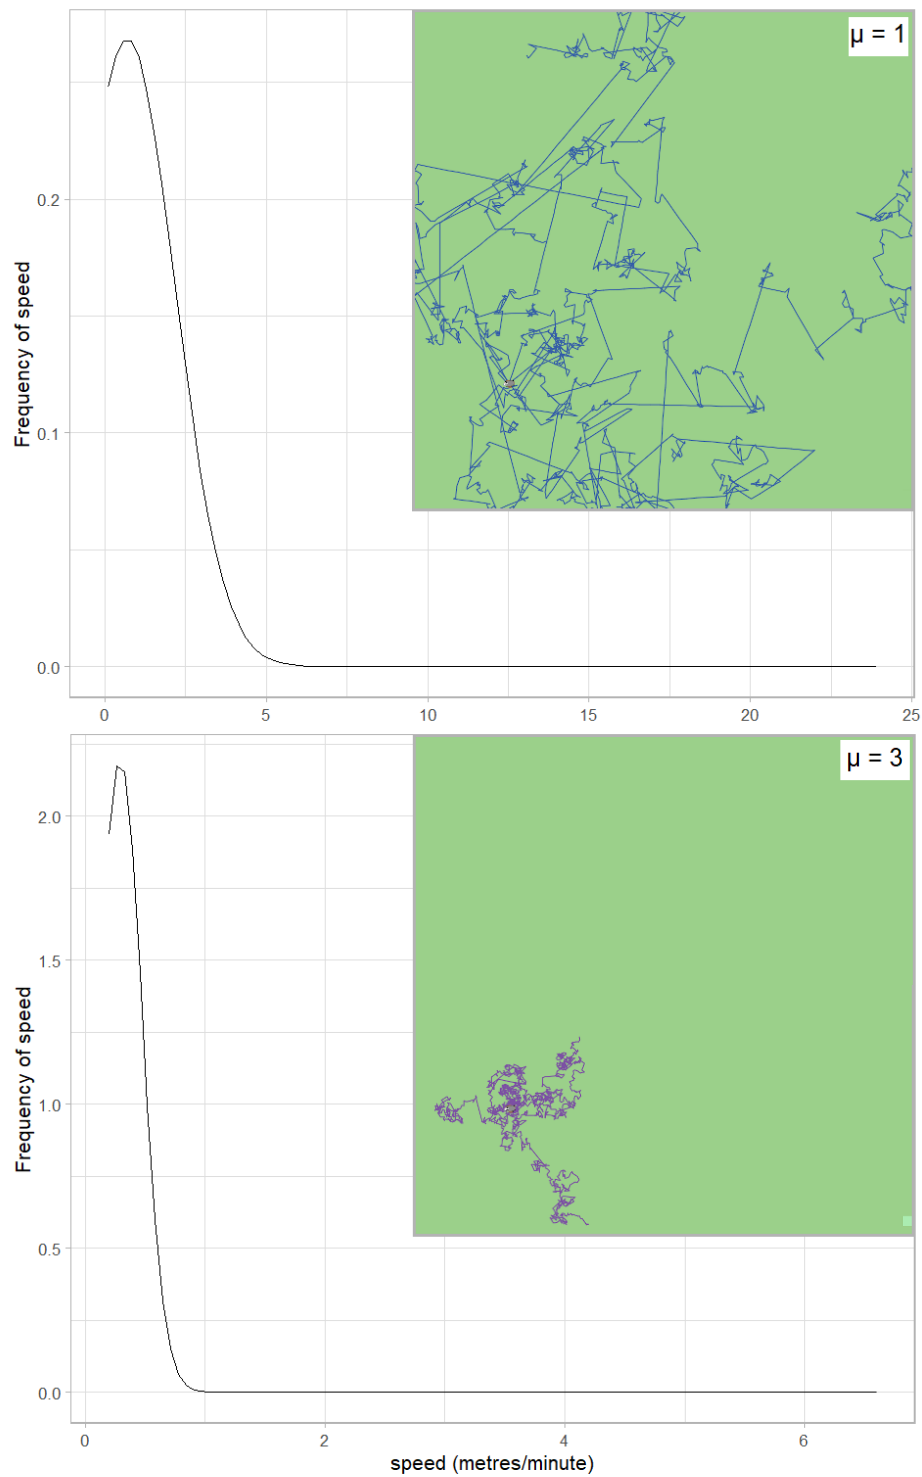 μ = 1
0.2
0.1
0.0
Frequency of speed
0 5 10 15 20 25
μ = 3
2.0
1.5
1.0
0.5
0.0
Frequency of speed
0 2 4 6
speed (metres/minute)